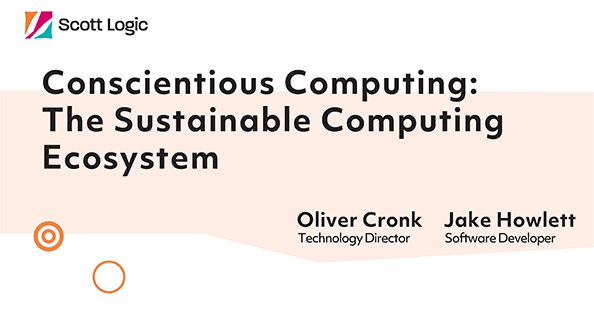 Scott Logic
Conscientious Computing:
The Sustainable Computing
Ecosystem
Oliver Cronk
Technology Director
Jake Howlett
Software Developer